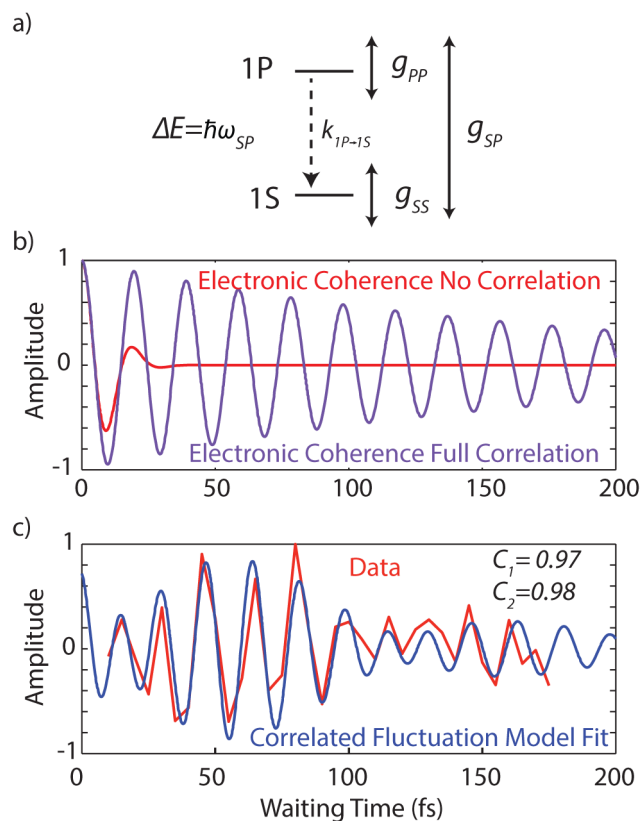 a)
1P
g_PP
ΔE=ħω_SP
k_1P→1S
g_SP
1S
g_SS
b)
1
Electronic Coherence No Correlation
Amplitude
0
Electronic Coherence Full Correlation
-1
0 50 100 150 200
c)
1
Data
C_1=0.97
C_2=0.98
Amplitude
0
Correlated Fluctuation Model Fit
-1
0 50 100 150 200
Waiting Time (fs)